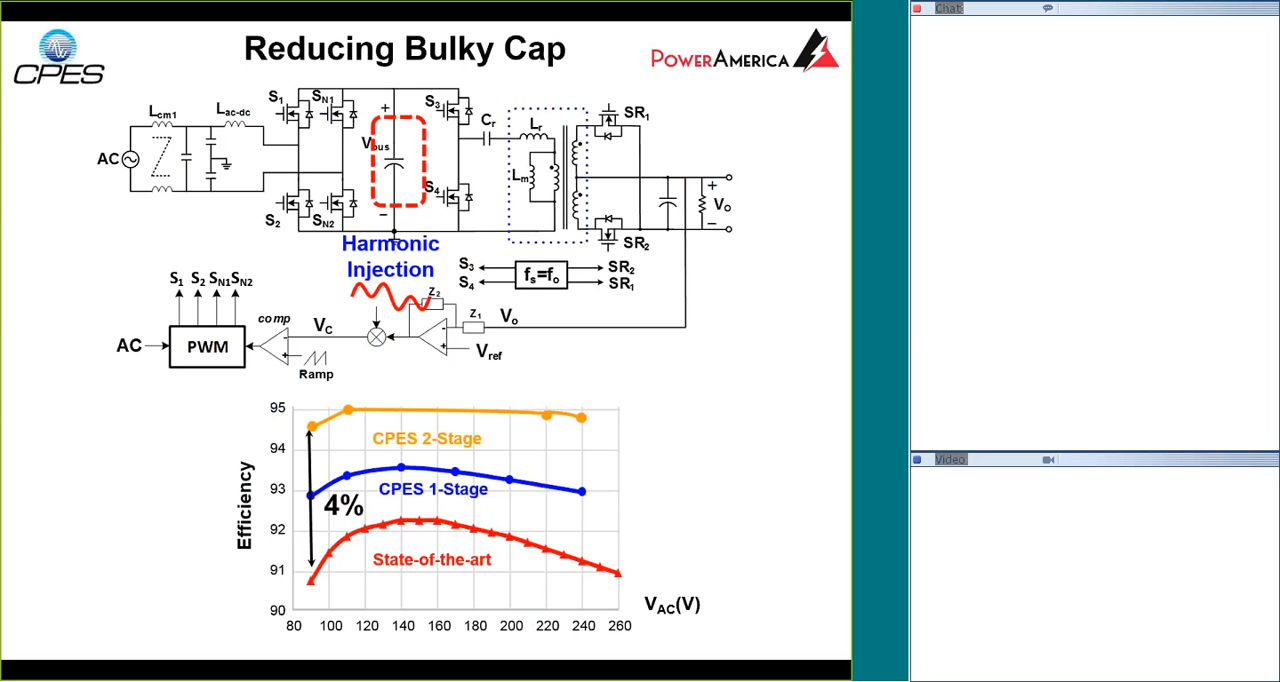 Chat
Reducing Bulky Cap
CPES
POWERAMERICA
Lcm1
Lac-dc
S1
SN1
S3
SR1
AC
+
Vbus
−
Cr
Lr
Lm
S4
S2
SN2
SR2
+
Vo
−
Harmonic
Injection
S3
S4
fs=fo
SR2
SR1
S1 S2 SN1 SN2
Z2
Z1
Vo
comp
VC
AC
PWM
-
+
Ramp
-
+
Vref
Video
95
94
93
92
91
90
Efficiency
CPES 2-Stage
CPES 1-Stage
4%
State-of-the-art
VAC(V)
80 100 120 140 160 180 200 220 240 260